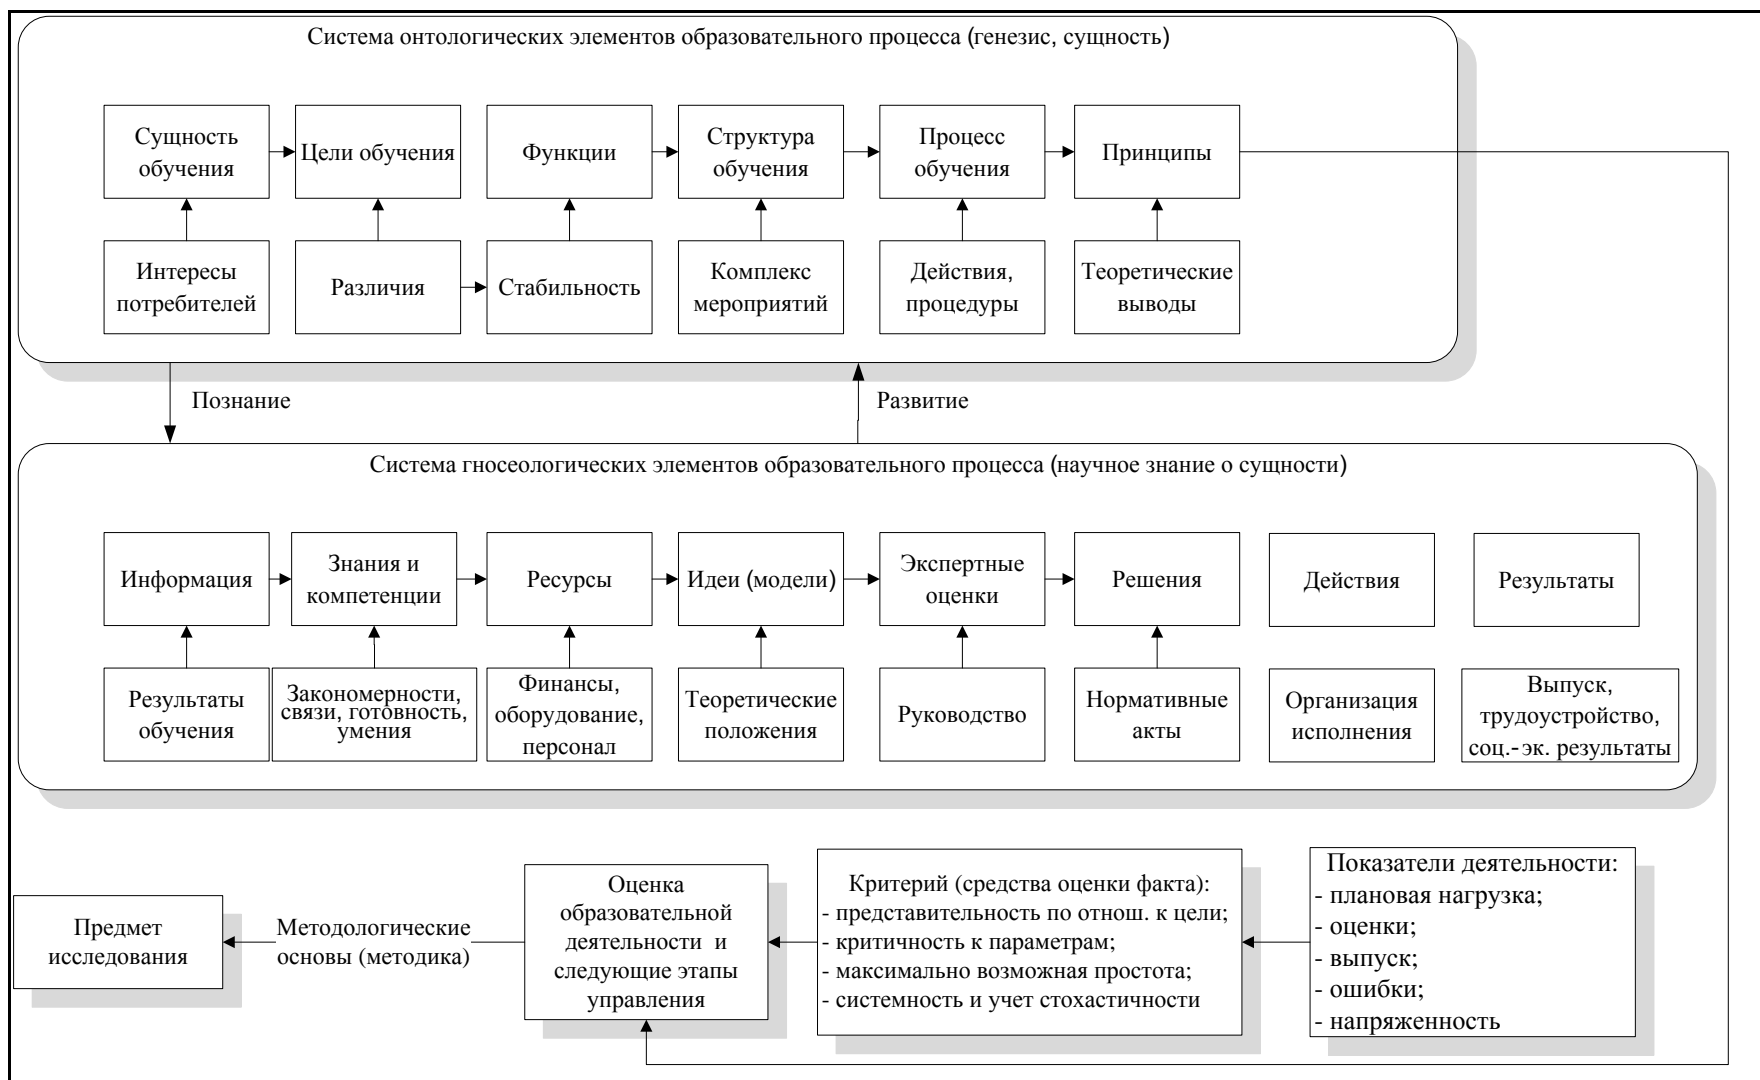 Система онтологических элементов образовательного процесса (генезис, сущность)
Сущность
обучения
Цели обучения
Функции
Структура
обучения
Процесс
обучения
Принципы
Интересы
потребителей
Различия
Стабильность
Комплекс
мероприятий
Действия,
процедуры
Теоретические
выводы
Познание
Развитие
Система гносеологических элементов образовательного процесса (научное знание о сущности)
Информация
Знания и
компетенции
Ресурсы
Идеи (модели)
Экспертные
оценки
Решения
Действия
Результаты
Результаты
обучения
Закономерности,
связи, готовность,
умения
Финансы,
оборудование,
персонал
Теоретические
положения
Руководство
Нормативные
акты
Организация
исполнения
Выпуск,
трудоустройство,
соц.-эк. результаты
Предмет
исследования
Методологические
основы (методика)
Оценка
образовательной
деятельности и
следующие этапы
управления
Критерий (средства оценки факта):
- представительность по отнош. к цели;
- критичность к параметрам;
- максимально возможная простота;
- системность и учет стохастичности
Показатели деятельности:
- плановая нагрузка;
- оценки;
- выпуск;
- ошибки;
- напряженность